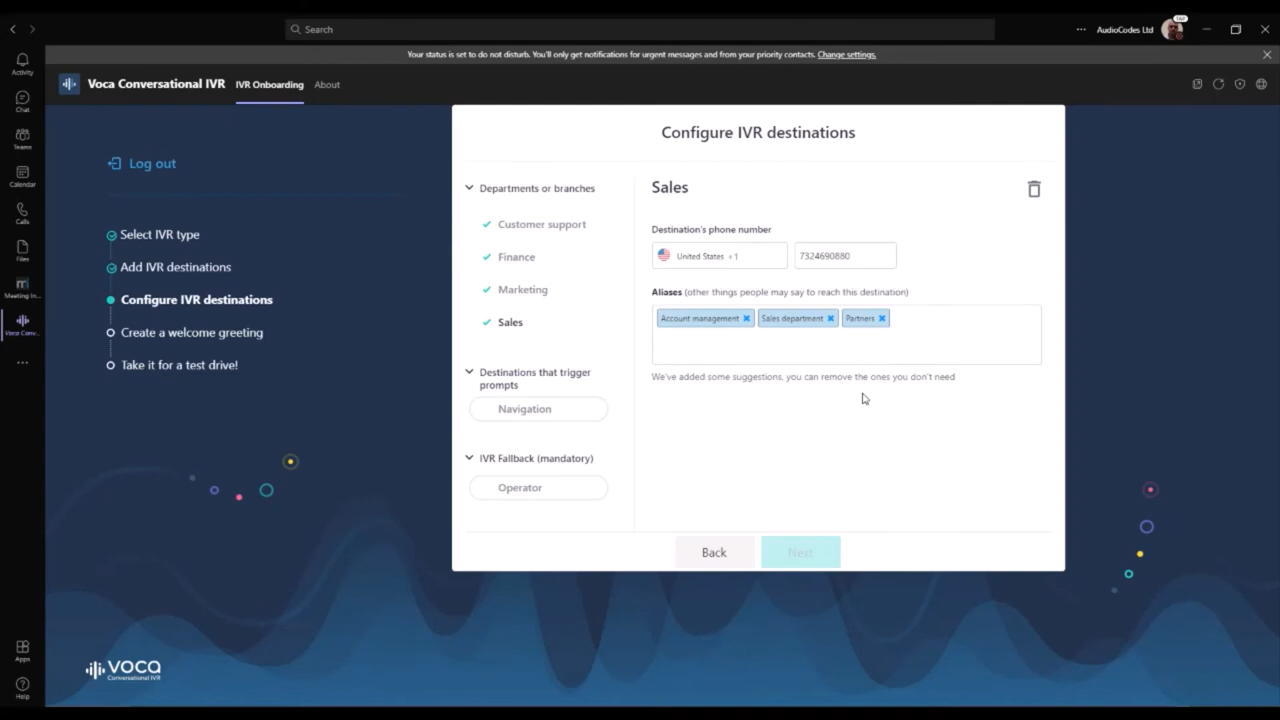 Search
AudioCodes Ltd
Your status is set to do not disturb. You'll only get notifications for urgent messages and from your priority contacts. Change settings.
Activity
Chat
Teams
Calendar
Calls
Files
Meeting In...
Voca Conv...
Apps
Help
Voca Conversational IVR
IVR Onboarding
About
Log out
Select IVR type
Add IVR destinations
Configure IVR destinations
Create a welcome greeting
Take it for a test drive!
VOCA
Conversational IVR
Configure IVR destinations
Departments or branches
Customer support
Finance
Marketing
Sales
Destinations that trigger
prompts
Navigation
IVR Fallback (mandatory)
Operator
Sales
Destination's phone number
United States +1
7324690880
Aliases (other things people may say to reach this destination)
Account management
Sales department
Partners
We've added some suggestions, you can remove the ones you don't need
Back
Next